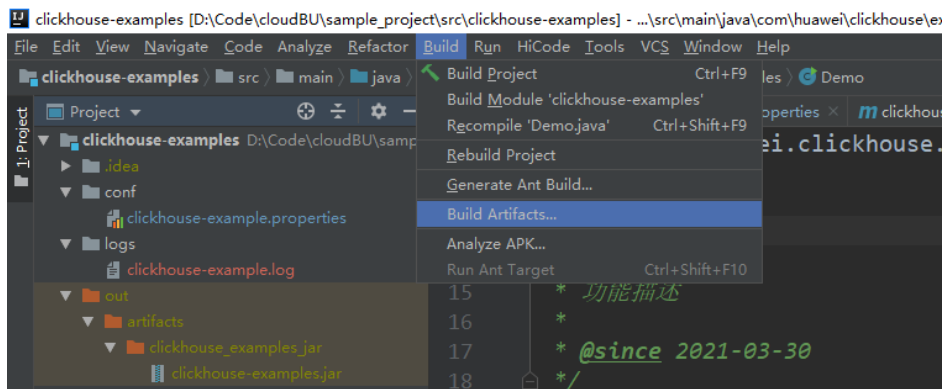 clickhouse-examples [D:\Code\cloudBU\sample_project\src\clickhouse-examples] - ...\src\main\java\com\huawei\clickhouse\ex
File Edit View Navigate Code Analyze Refactor Build Run HiCode Tools VCS Window Help
clickhouse-examples src main java les Demo
Build Project Ctrl+F9
Build Module 'clickhouse-examples'
Recompile 'Demo.java' Ctrl+Shift+F9
Rebuild Project
Generate Ant Build...
Build Artifacts...
Analyze APK...
Run Ant Target Ctrl+Shift+F10
1: Project
Project
operties clickhous
clickhouse-examples D:\Code\cloudBU\samp
ei.clickhouse.
.idea
conf
clickhouse-example.properties
logs
clickhouse-example.log
out
artifacts
clickhouse_examples_jar
clickhouse-examples.jar
15 * 功能描述
16 *
17 * @since 2021-03-30
18 */